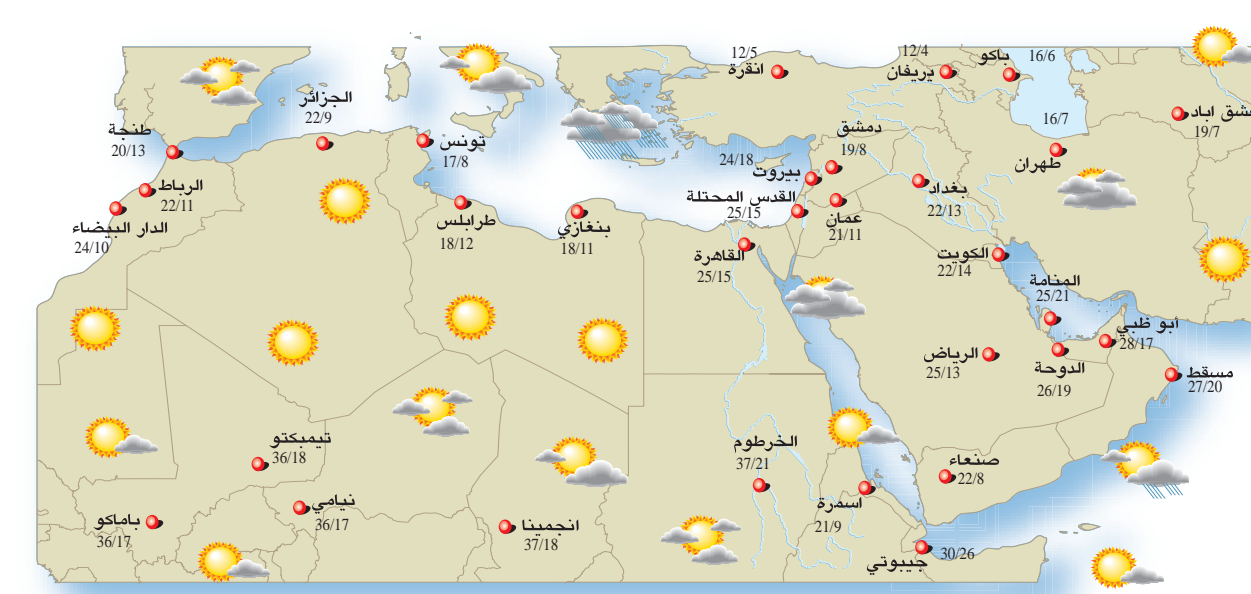 12/5
انقرة
12/4
يريفان
باكو
16/6
16/7
طهران
شق اباد
19/7
الجزائر
22/9
طنجة
20/13
الرباط
22/11
الدار البيضاء
24/10
تونس
17/8
طرابلس
18/12
بنغازي
18/11
دمشق
19/8
24/18
بيروت
القدس المحتلة
25/15
عمان
21/11
بغداد
22/13
القاهرة
25/15
الكويت
22/14
المنامة
25/21
ابو ظبي
28/17
الرياض
25/13
الدوحة
26/19
مسقط
27/20
تيمبكتو
36/18
نيامي
36/17
باماكو
36/17
انجمينا
37/18
الخرطوم
37/21
اسمرة
21/9
صنعاء
22/8
30/26
جيبوتي